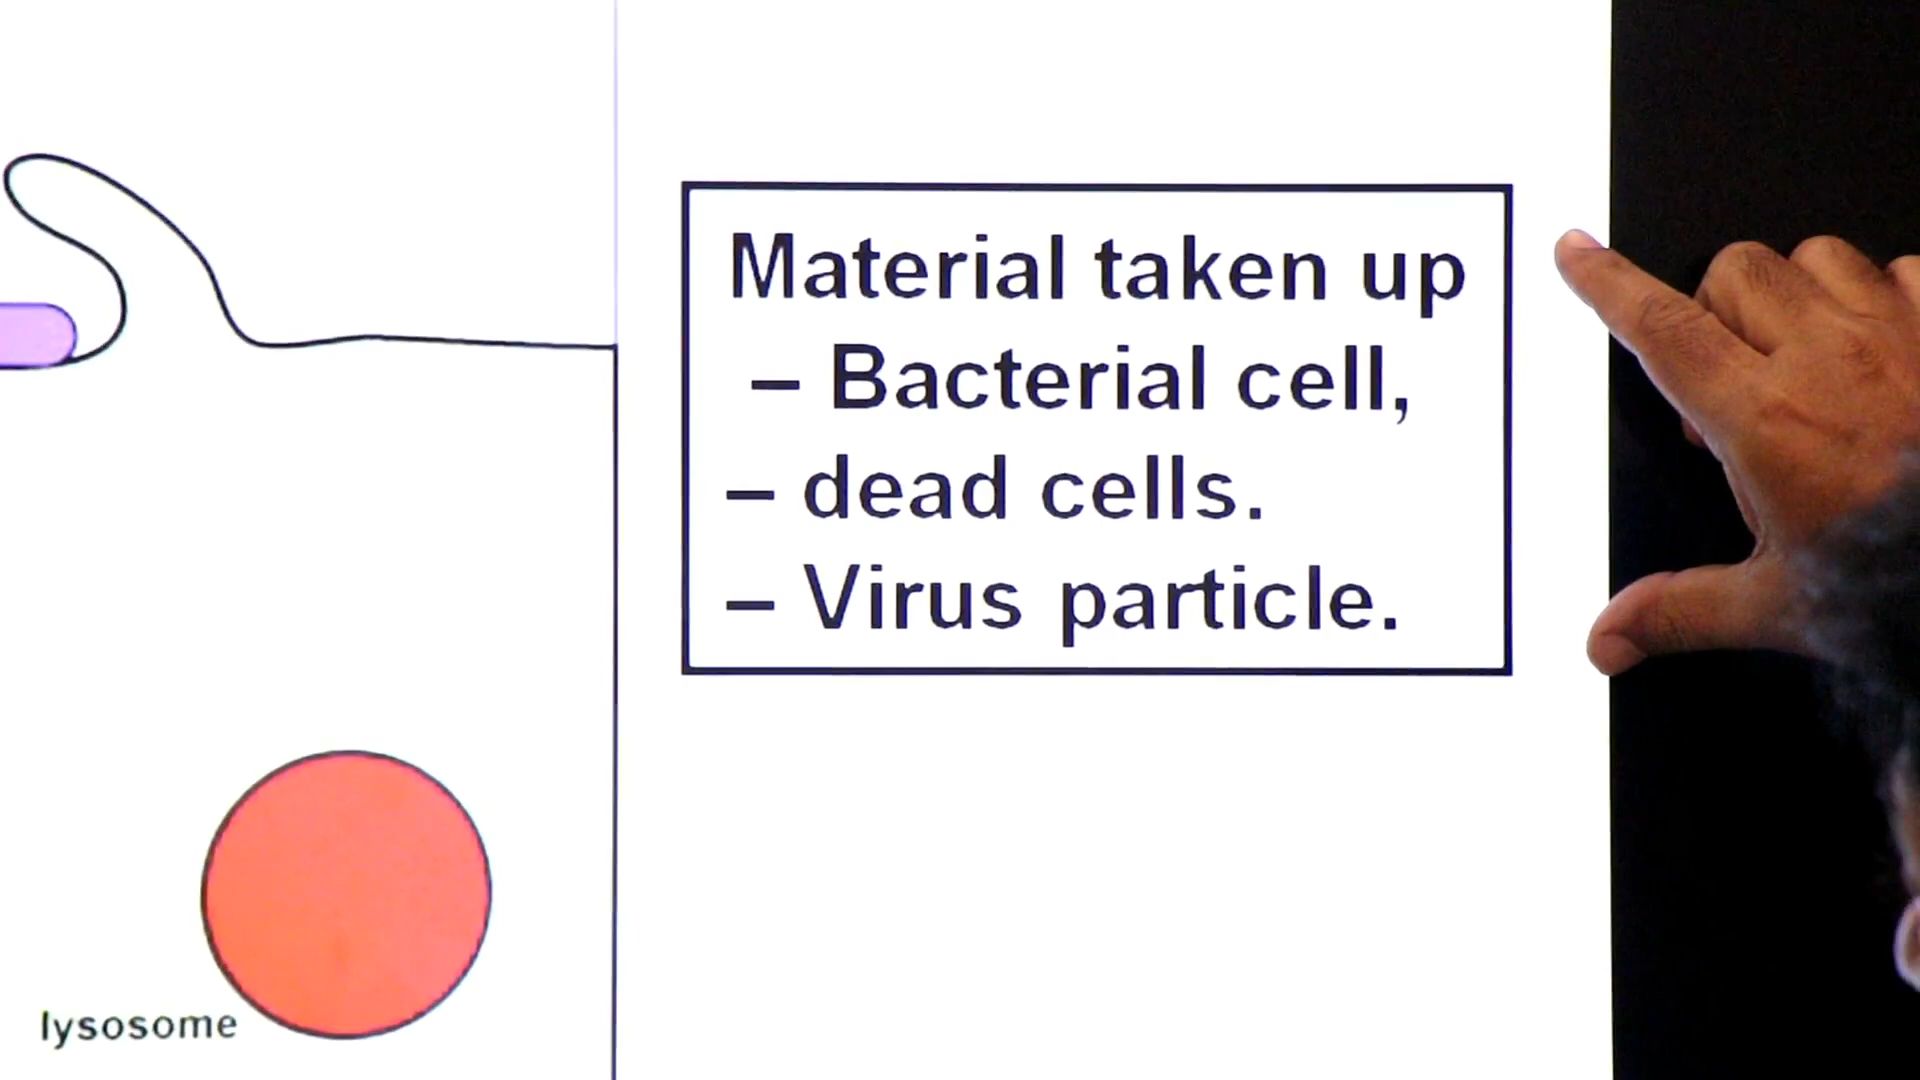 Material taken up
– Bacterial cell,
– dead cells.
– Virus particle.
lysosome